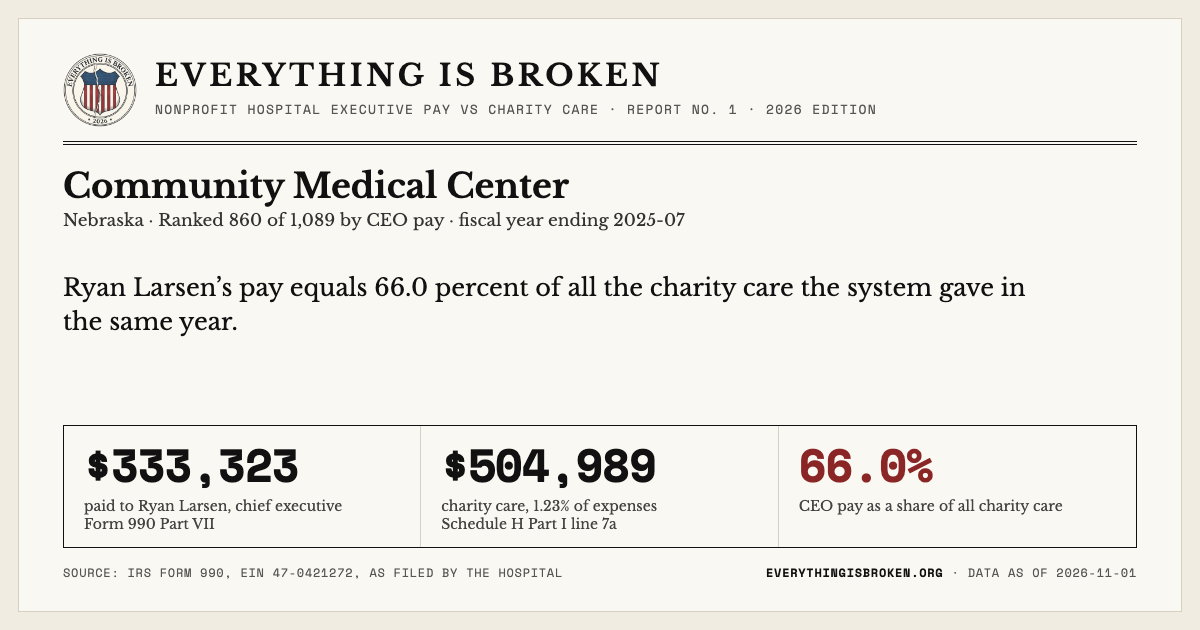 EVERYTHING IS BROKEN
2026
EVERYTHING IS BROKEN
NONPROFIT HOSPITAL EXECUTIVE PAY VS CHARITY CARE · REPORT NO. 1 · 2026 EDITION
Community Medical Center
Nebraska · Ranked 860 of 1,089 by CEO pay · fiscal year ending 2025-07
Ryan Larsen’s pay equals 66.0 percent of all the charity care the system gave in
the same year.
$333,323
paid to Ryan Larsen, chief executive
Form 990 Part VII
$504,989
charity care, 1.23% of expenses
Schedule H Part I line 7a
66.0%
CEO pay as a share of all charity care
SOURCE: IRS FORM 990, EIN 47-0421272, AS FILED BY THE HOSPITAL
EVERYTHINGISBROKEN.ORG · DATA AS OF 2026-11-01